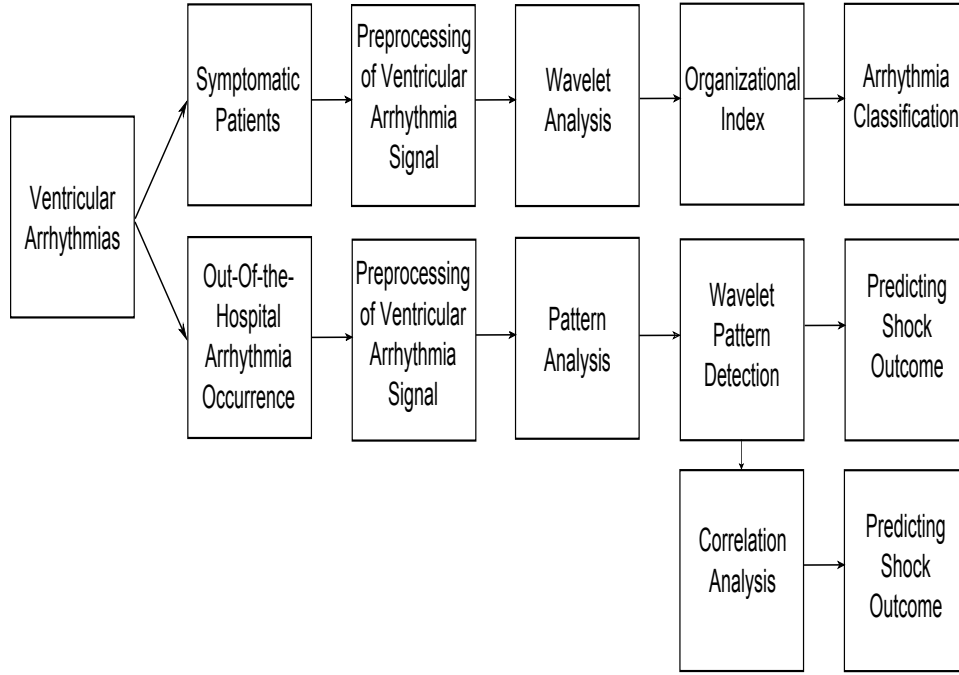 Ventricular
Arrhythmias
Symptomatic
Patients
Preprocessing
of Ventricular
Arrhythmia
Signal
Wavelet
Analysis
Organizational
Index
Arrhythmia
Classification
Out-Of-the-
Hospital
Arrhythmia
Occurrence
Preprocessing
of Ventricular
Arrhythmia
Signal
Pattern
Analysis
Wavelet
Pattern
Detection
Predicting
Shock
Outcome
Correlation
Analysis
Predicting
Shock
Outcome